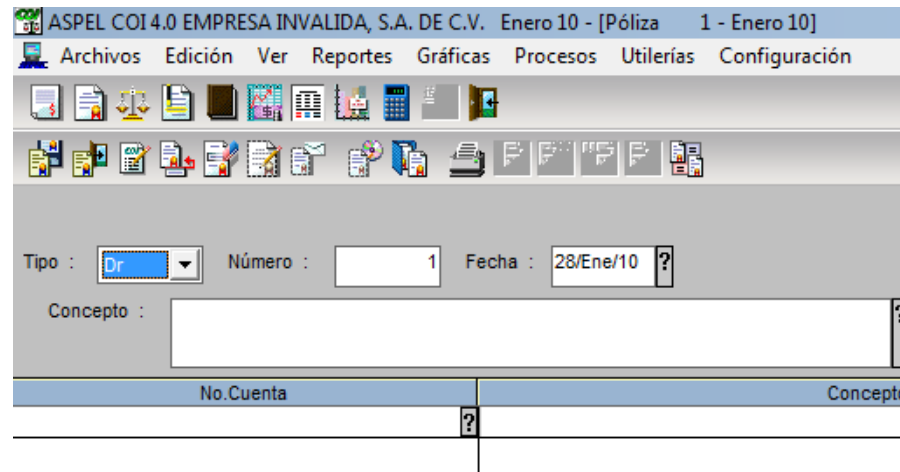 ASPEL COI 4.0 EMPRESA INVALIDA, S.A. DE C.V. Enero 10 - [Póliza 1 - Enero 10]
Archivos Edición Ver Reportes Gráficas Procesos Utilerías Configuración
Tipo : Dr Número : 1 Fecha : 28/Ene/10 ?
Concepto : ?
No.Cuenta Concepto
?